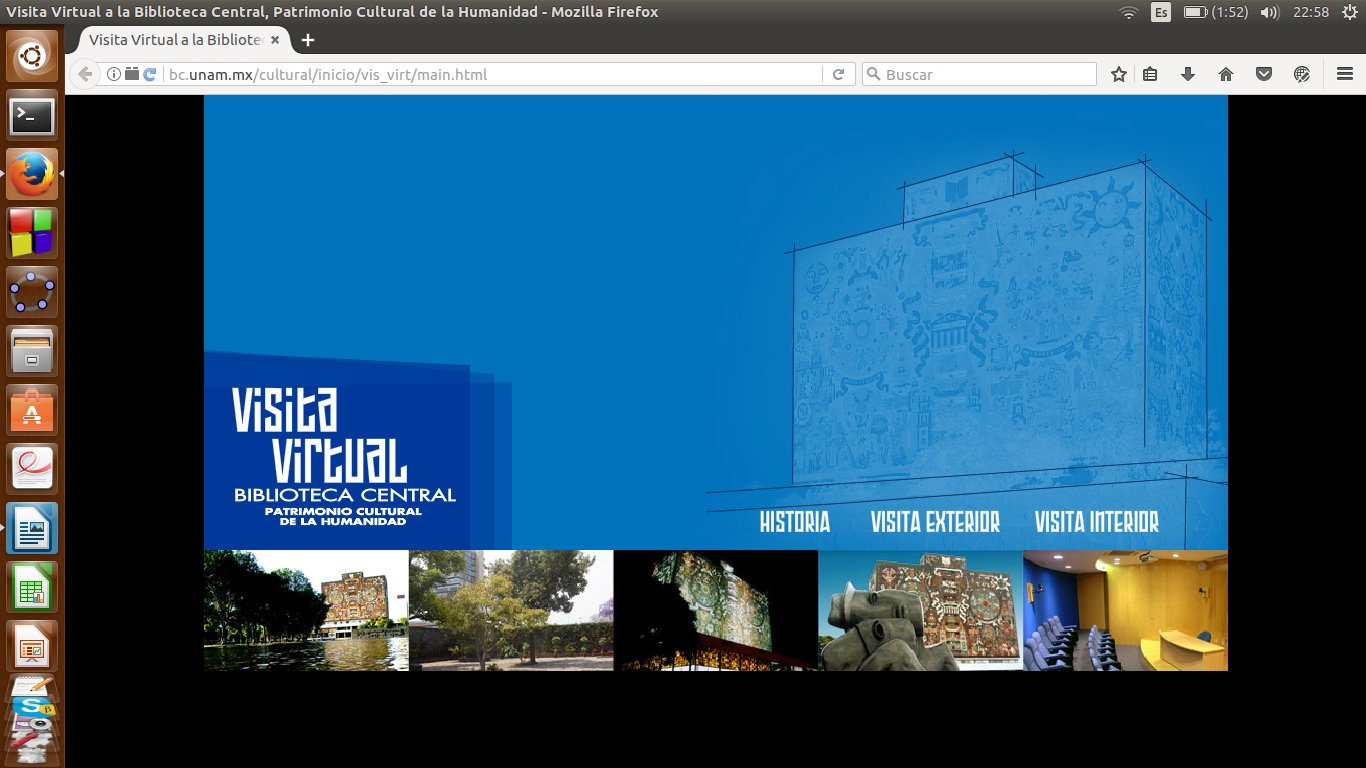 Visita Virtual a la Biblioteca Central, Patrimonio Cultural de la Humanidad - Mozilla Firefox
Es
(1:52)
22:58
Visita Virtual a la Bibliote
bc.unam.mx/cultural/inicio/vis_virt/main.html
Buscar
Visita
Virtual
BIBLIOTECA CENTRAL
PATRIMONIO CULTURAL
DE LA HUMANIDAD
HISTORIA
VISITA EXTERIOR
VISITA INTERIOR